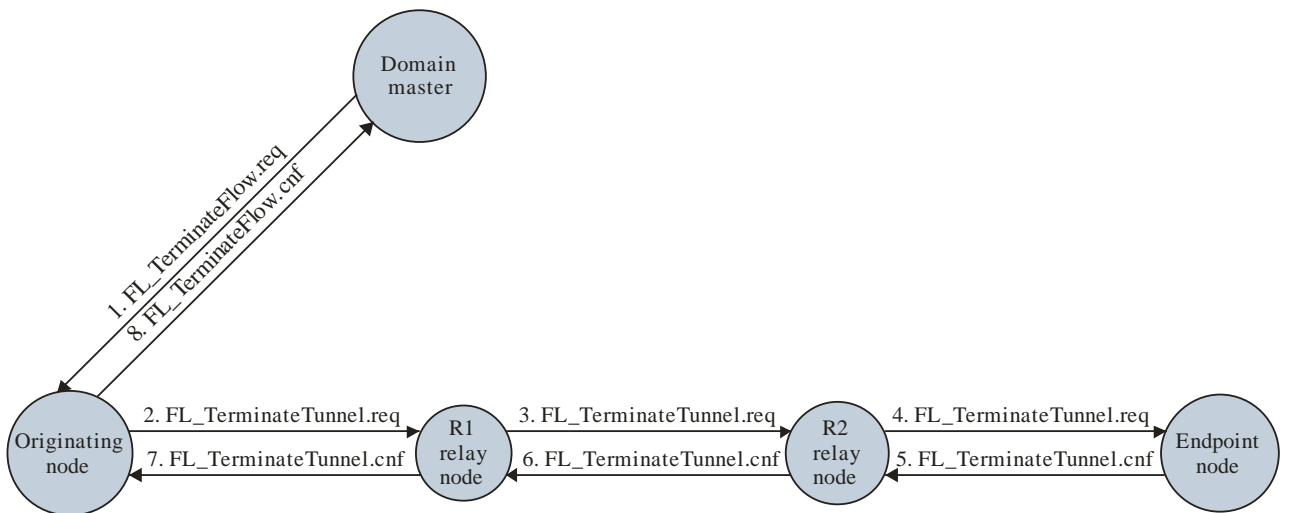 Domain
master
1. FL_TerminateFlow.req
8. FL_TerminateFlow.cnf
Originating
node
2. FL_TerminateTunnel.req
7. FL_TerminateTunnel.cnf
R1
relay
node
3. FL_TerminateTunnel.req
6. FL_TerminateTunnel.cnf
R2
relay
node
4. FL_TerminateTunnel.req
5. FL_TerminateTunnel.cnf
Endpoint
node